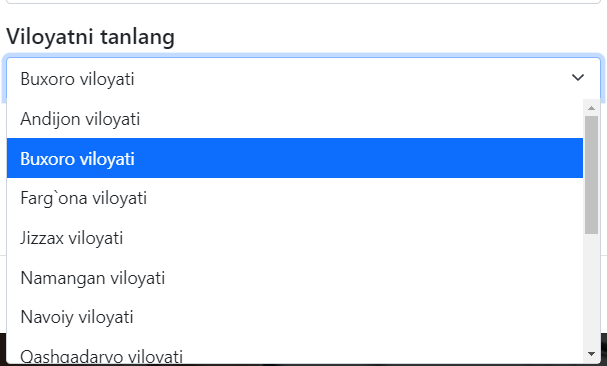 Viloyatni tanlang
Buxoro viloyati
Andijon viloyati
Buxoro viloyati
Farg`ona viloyati
Jizzax viloyati
Namangan viloyati
Navoiy viloyati
Qashqadaryo viloyati